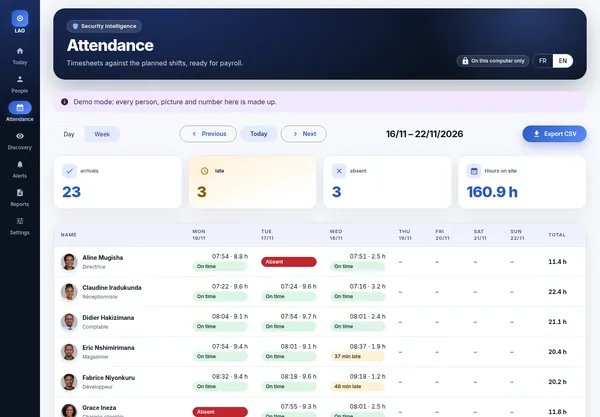 LAO
Today
People
Attendance
Discovery
Alerts
Reports
Settings
Security intelligence
Attendance
Timesheets against the planned shifts, ready for payroll.
On this computer only
FR EN
Demo mode: every person, picture and number here is made up.
Day Week
Previous Today Next
16/11 – 22/11/2026
Export CSV
arrivals
23
late
3
absent
3
Hours on site
160.9 h
NAME MON 16/11 TUE 17/11 WED 18/11 THU 19/11 FRI 20/11 SAT 21/11 SUN 22/11 TOTAL
Aline Mugisha
Directrice
07:54 · 8.8 h On time
Absent
07:51 · 2.5 h On time
– – – –
11.4 h
Claudine Iradukunda
Réceptionniste
07:22 · 9.6 h On time
07:24 · 9.6 h On time
07:16 · 3.2 h On time
– – – –
22.4 h
Didier Hakizimana
Comptable
08:04 · 9.1 h On time
07:54 · 9.7 h On time
08:01 · 2.4 h On time
– – – –
21.1 h
Eric Nshimirimana
Magasinier
07:54 · 9.4 h On time
08:01 · 9.1 h On time
08:37 · 1.9 h 37 min late
– – – –
20.4 h
Fabrice Niyonkuru
Développeur
08:32 · 9.4 h On time
08:18 · 9.6 h On time
09:18 · 1.2 h 48 min late
– – – –
20.2 h
Grace Ineza
Absent
07:55 · 9.3 h
08:01 · 2.5 h
– – – –
11.8 h